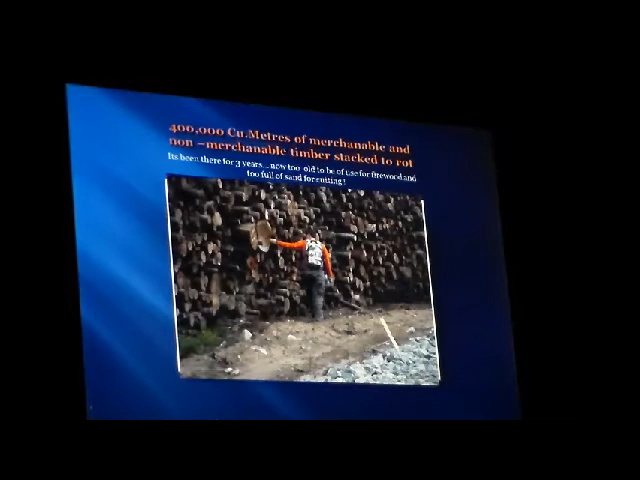 400,000 Cu.Metres of merchanable and
non –merchanable timber stacked to rot
Its been there for 3 years....now too old to be of use for firewood and
too full of sand for cutting!